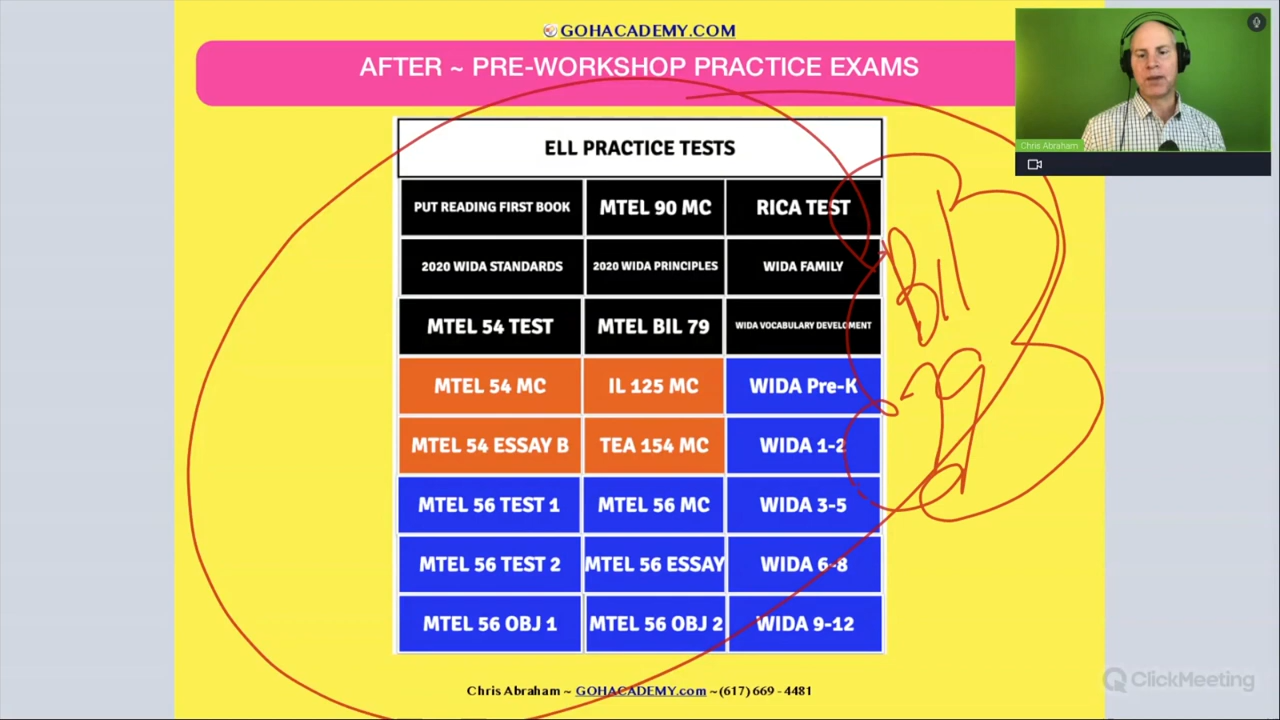 GOHACADEMY.COM
AFTER ~ PRE-WORKSHOP PRACTICE EXAMS
Chris Abraham
ELL PRACTICE TESTS
PUT READING FIRST BOOK MTEL 90 MC RICA TEST
2020 WIDA STANDARDS 2020 WIDA PRINCIPLES WIDA FAMILY
MTEL 54 TEST MTEL BIL 79 WIDA VOCABULARY DEVELOMENT
MTEL 54 MC IL 125 MC WIDA Pre-K
MTEL 54 ESSAY B TEA 154 MC WIDA 1-2
MTEL 56 TEST 1 MTEL 56 MC WIDA 3-5
MTEL 56 TEST 2 MTEL 56 ESSAY WIDA 6-8
MTEL 56 OBJ 1 MTEL 56 OBJ 2 WIDA 9-12
Bil
79
Chris Abraham ~ GOHACADEMY.com ~(617) 669 - 4481
ClickMeeting